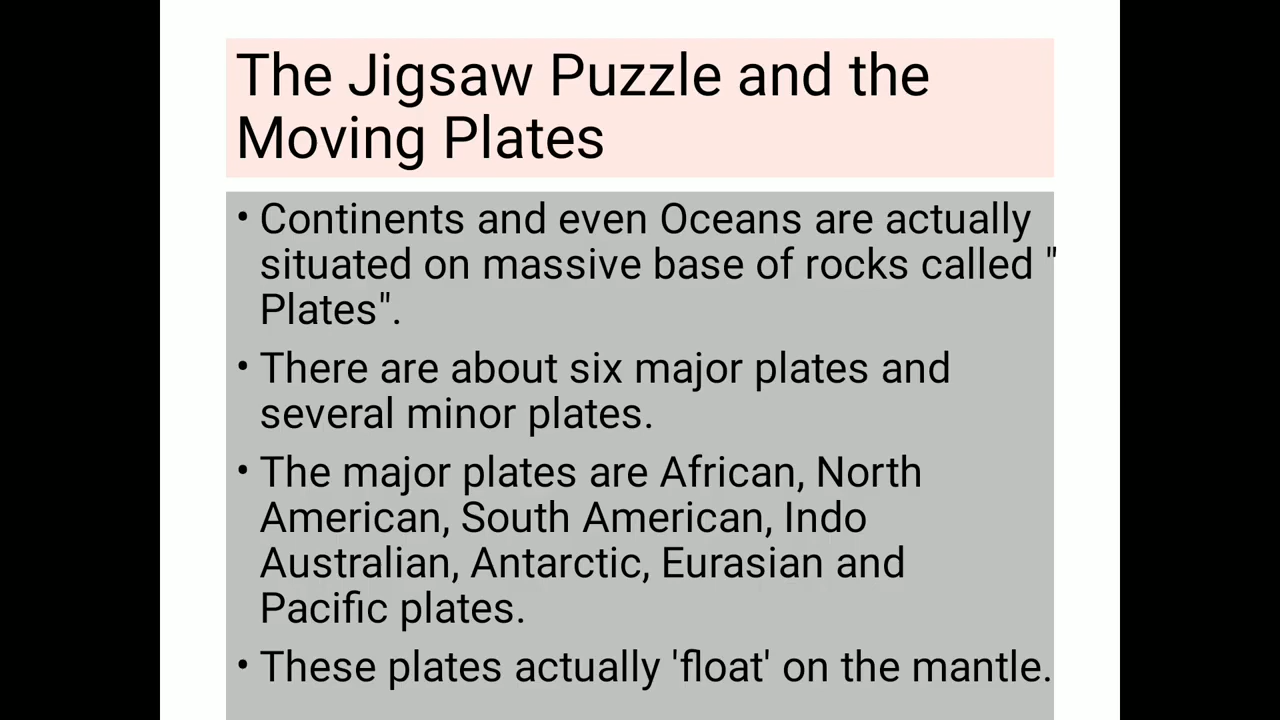 The Jigsaw Puzzle and the
Moving Plates
• Continents and even Oceans are actually
situated on massive base of rocks called "
Plates".
• There are about six major plates and
several minor plates.
• The major plates are African, North
American, South American, Indo
Australian, Antarctic, Eurasian and
Pacific plates.
• These plates actually 'float' on the mantle.